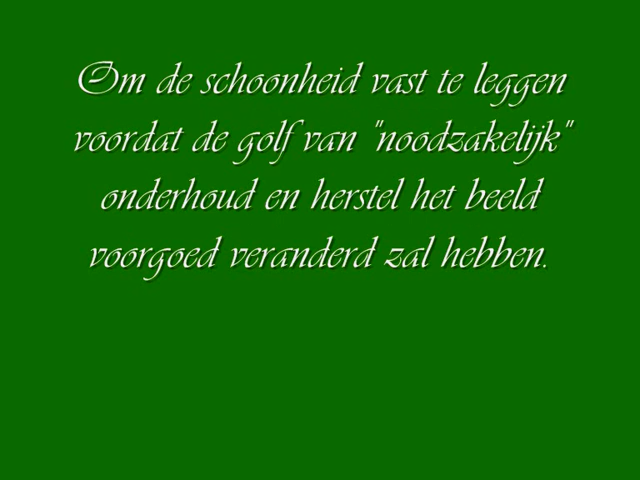 Om de schoonheid vast te leggen
voordat de golf van "noodzakelijk"
onderhoud en herstel het beeld
voorgoed veranderd zal hebben.